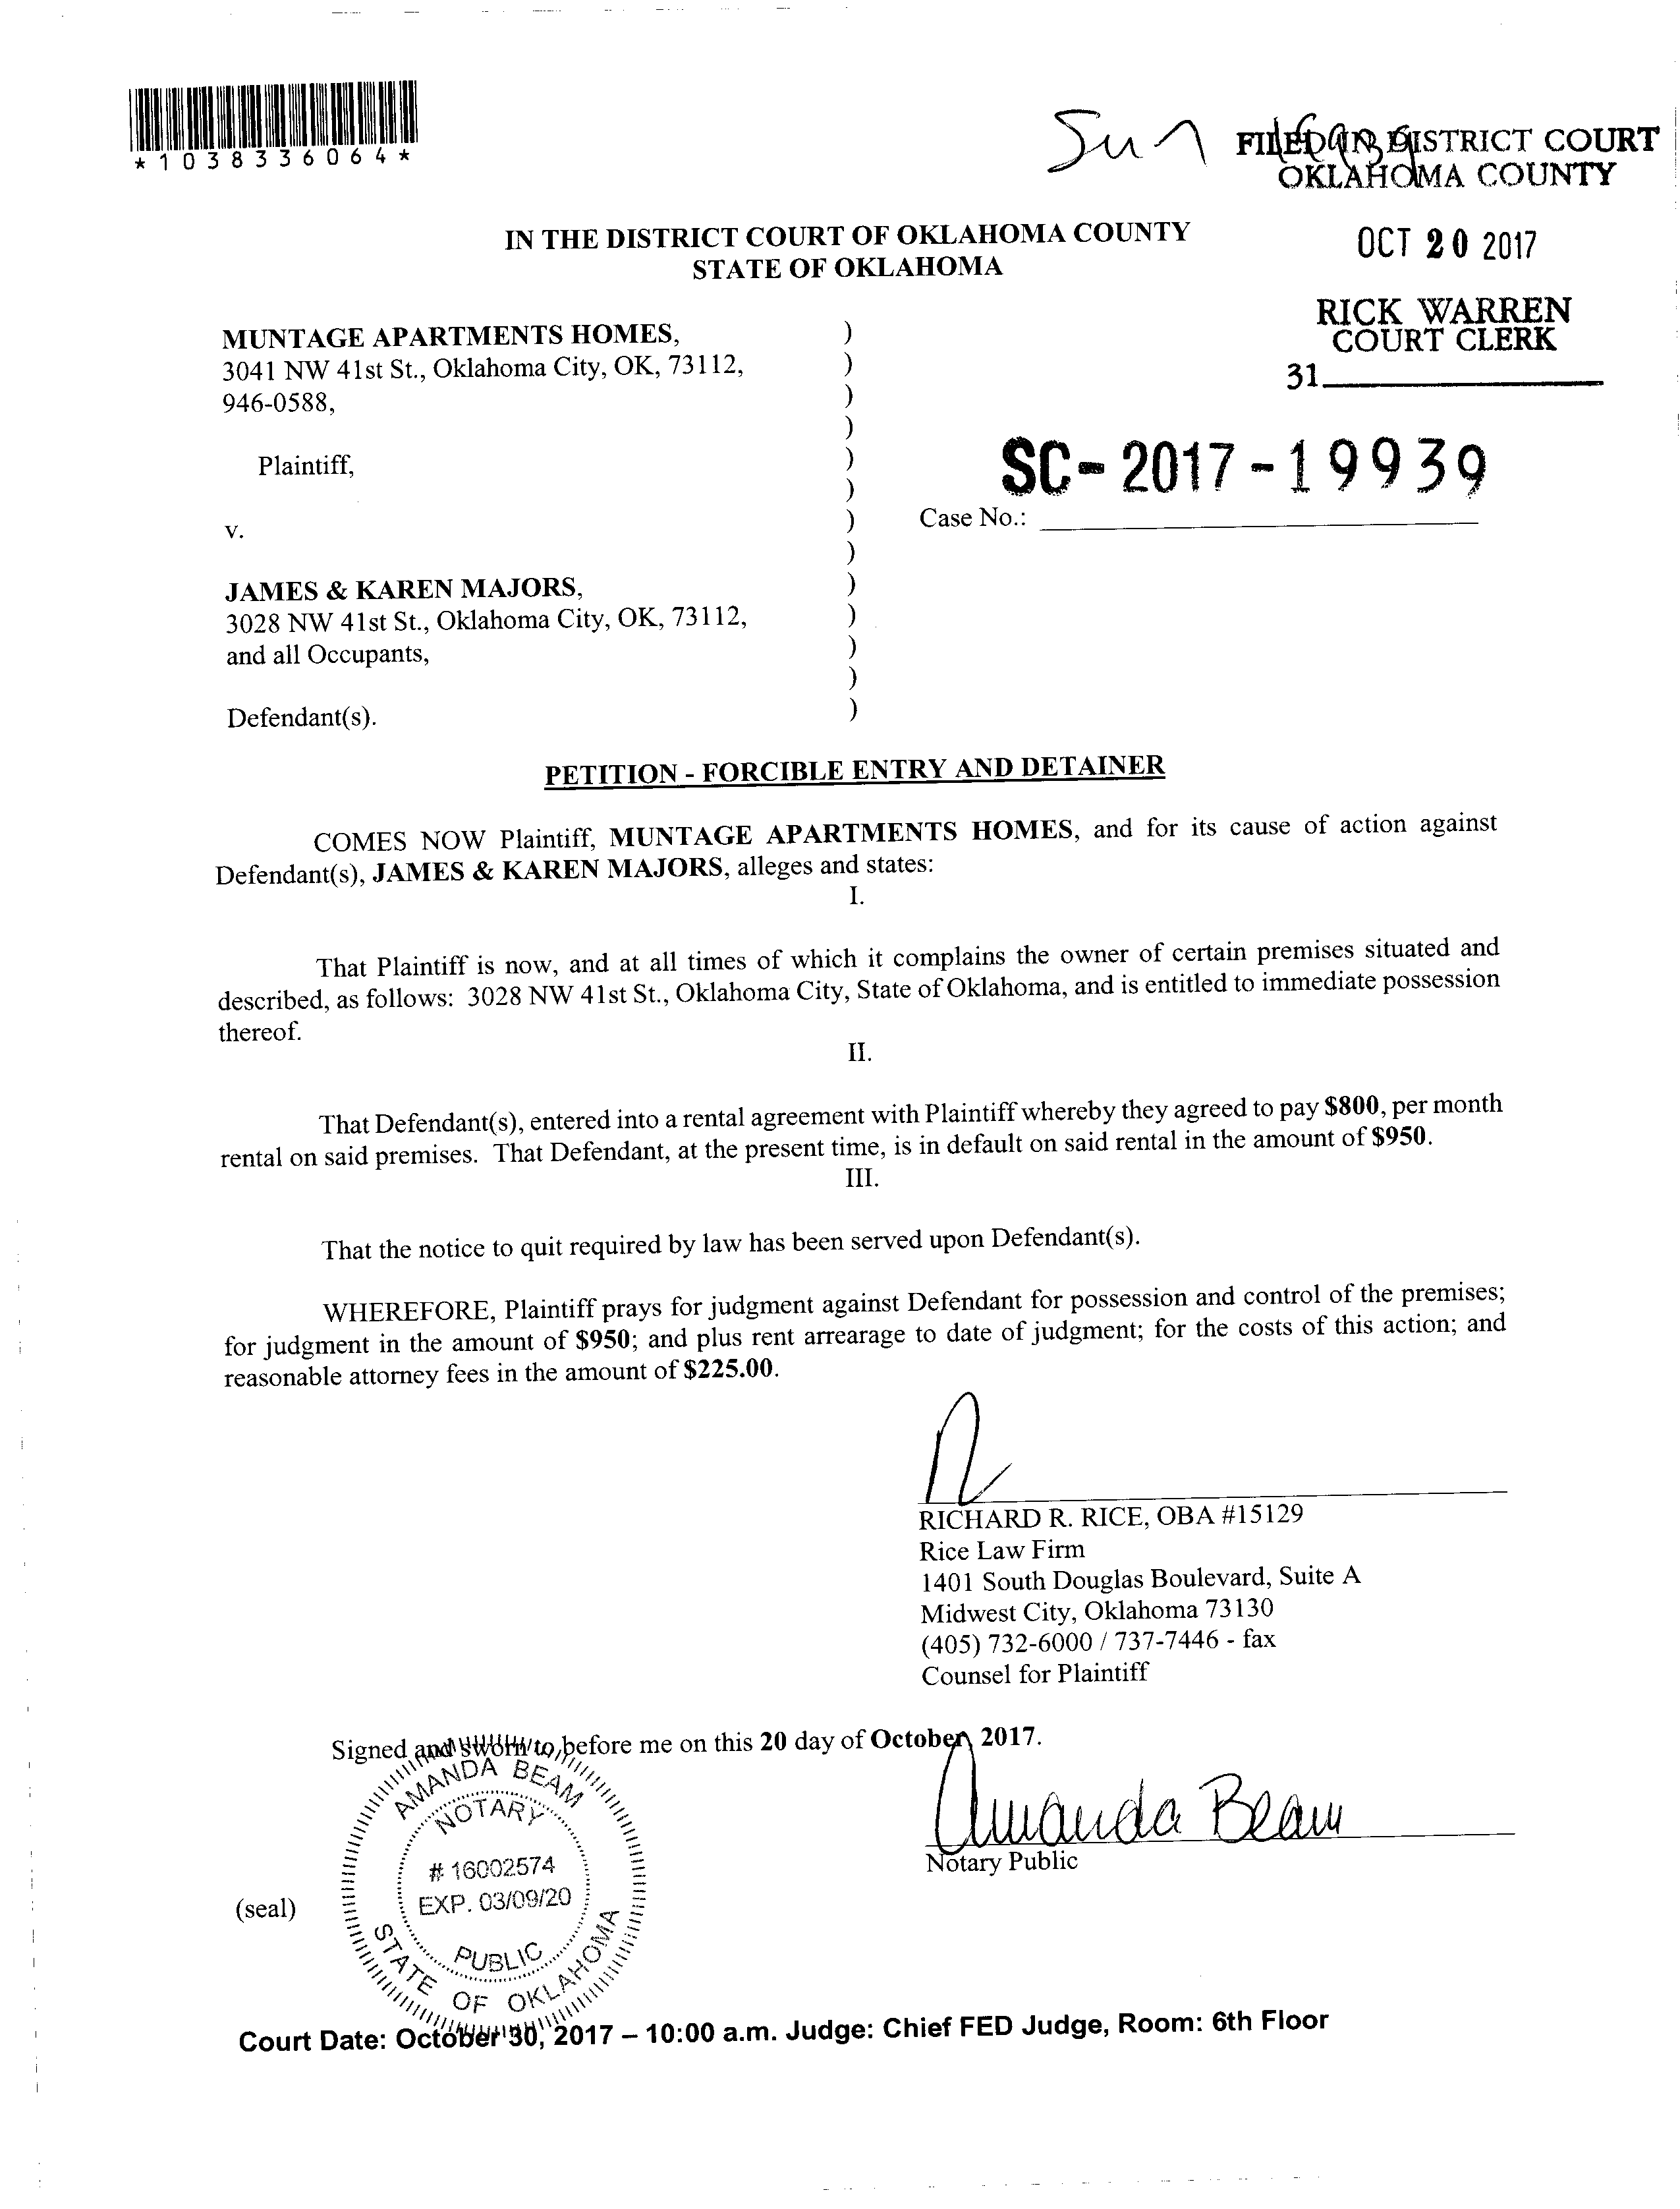 *1038336064*
Sun
FILED IN DISTRICT COURT
OKLAHOMA COUNTY
OCT 20 2017
RICK WARREN
COURT CLERK
31
IN THE DISTRICT COURT OF OKLAHOMA COUNTY
STATE OF OKLAHOMA
MUNTAGE APARTMENTS HOMES, )
3041 NW 41st St., Oklahoma City, OK, 73112, )
946-0588, )
)
Plaintiff, )
)
SC-2017-19939
v. ) Case No.:
)
JAMES & KAREN MAJORS, )
3028 NW 41st St., Oklahoma City, OK, 73112, )
and all Occupants, )
)
Defendant(s). )
PETITION - FORCIBLE ENTRY AND DETAINER
COMES NOW Plaintiff, MUNTAGE APARTMENTS HOMES, and for its cause of action against
Defendant(s), JAMES & KAREN MAJORS, alleges and states:
I.
That Plaintiff is now, and at all times of which it complains the owner of certain premises situated and
described, as follows: 3028 NW 41st St., Oklahoma City, State of Oklahoma, and is entitled to immediate possession
thereof.
II.
That Defendant(s), entered into a rental agreement with Plaintiff whereby they agreed to pay $800, per month
rental on said premises. That Defendant, at the present time, is in default on said rental in the amount of $950.
III.
That the notice to quit required by law has been served upon Defendant(s).
WHEREFORE, Plaintiff prays for judgment against Defendant for possession and control of the premises;
for judgment in the amount of $950; and plus rent arrearage to date of judgment; for the costs of this action; and
reasonable attorney fees in the amount of $225.00.
RICHARD R. RICE, OBA #15129
Rice Law Firm
1401 South Douglas Boulevard, Suite A
Midwest City, Oklahoma 73130
(405) 732-6000 / 737-7446 - fax
Counsel for Plaintiff
Signed and sworn to before me on this 20 day of October, 2017.
Amanda Beam
Notary Public
(seal)
AMANDA BEAM
NOTARY
# 16002574
EXP. 03/09/20
PUBLIC
STATE OF OKLAHOMA
Court Date: October 30, 2017 – 10:00 a.m. Judge: Chief FED Judge, Room: 6th Floor